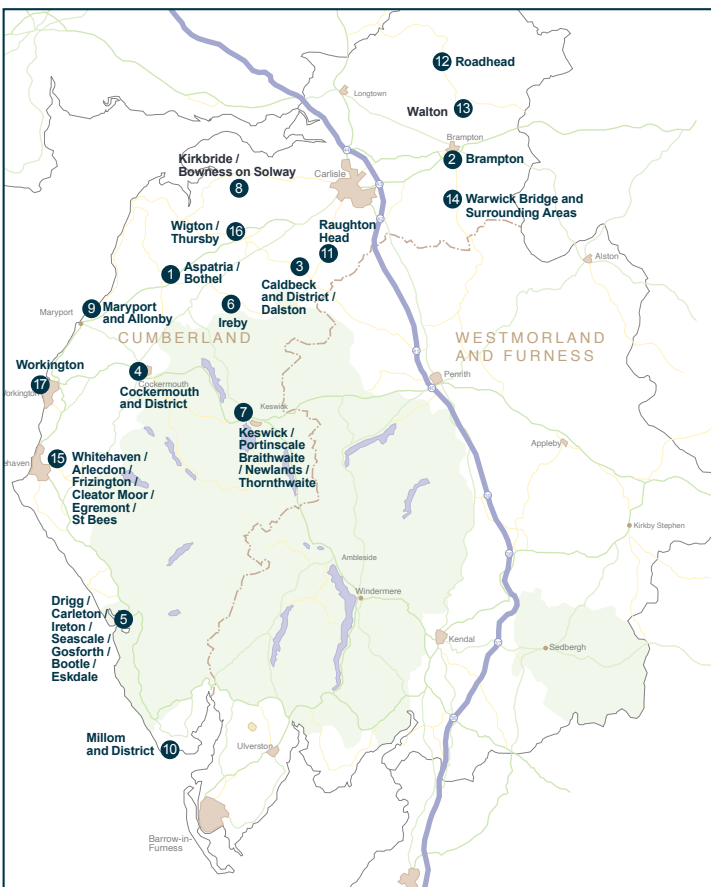 12 Roadhead
Longtown
Walton 13
Brampton
2 Brampton
Kirkbride /
Bowness on Solway
8
Carlisle
14 Warwick Bridge and
Surrounding Areas
Wigton /
Thursby
16
Raughton
Head
11
Alston
1 Aspatria /
Bothel
3
Caldbeck
and District /
Dalston
6
Ireby
9 Maryport
and Allonby
Maryport
CUMBERLAND
WESTMORLAND
AND FURNESS
Workington
17
orkington
4
Cockermouth
Cockermouth
and District
Penrith
7
Keswick
Keswick /
Portinscale
Braithwaite
/ Newlands /
Thornthwaite
Appleby
15 Whitehaven /
Arlecdon /
Frizington /
Cleator Moor /
Egremont /
St Bees
ehaven
Kirkby Stephen
Ambleside
Windermere
Drigg /
Carleton /
Ireton /
Seascale /
Gosforth /
Bootle /
Eskdale
5
Kendal
Sedbergh
Millom
and District
10
Ulverston
Barrow-in-
Furness